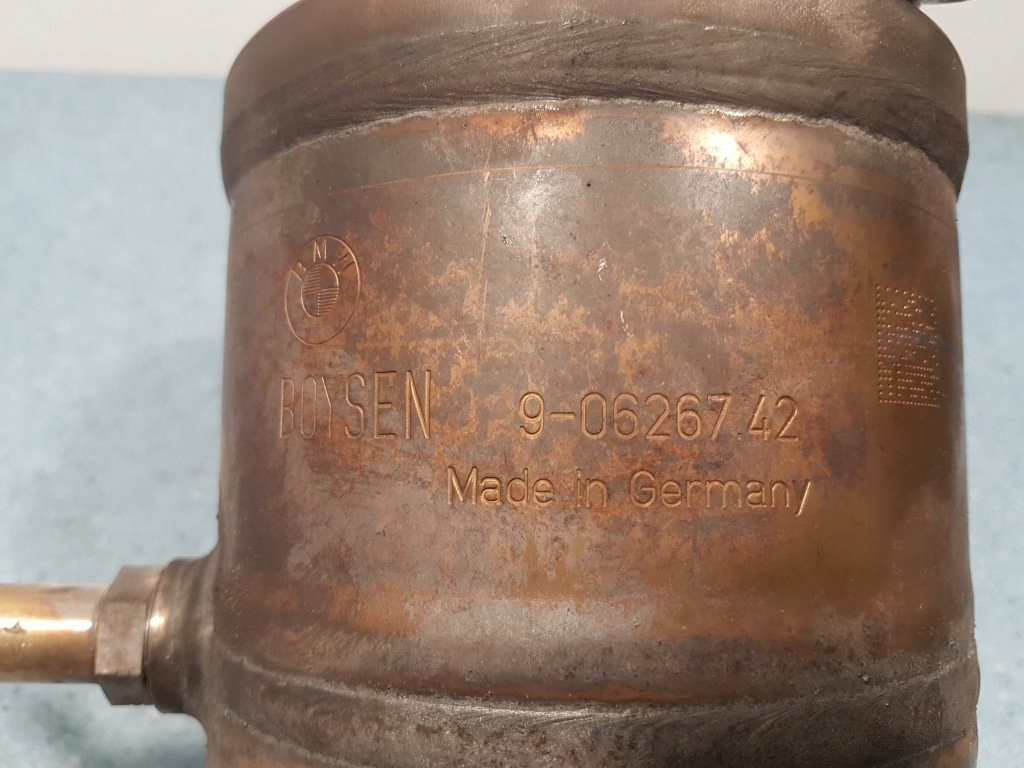 BMW
BOYSEN 9-06267.42
Made in Germany